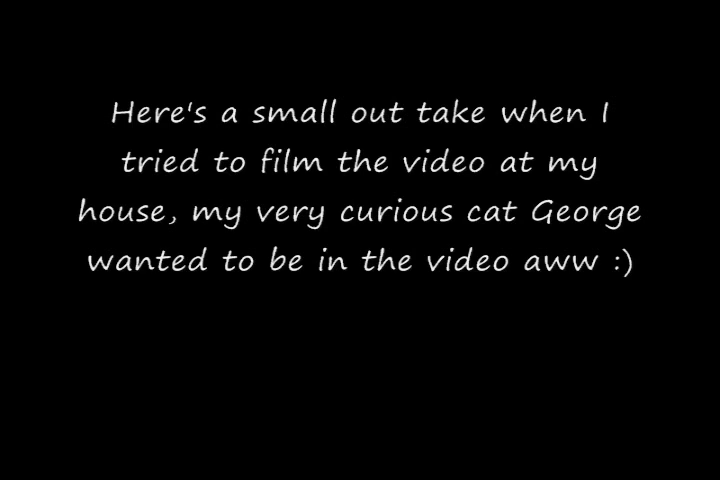 Here's a small out take when I
tried to film the video at my
house, my very curious cat George
wanted to be in the video aww :)